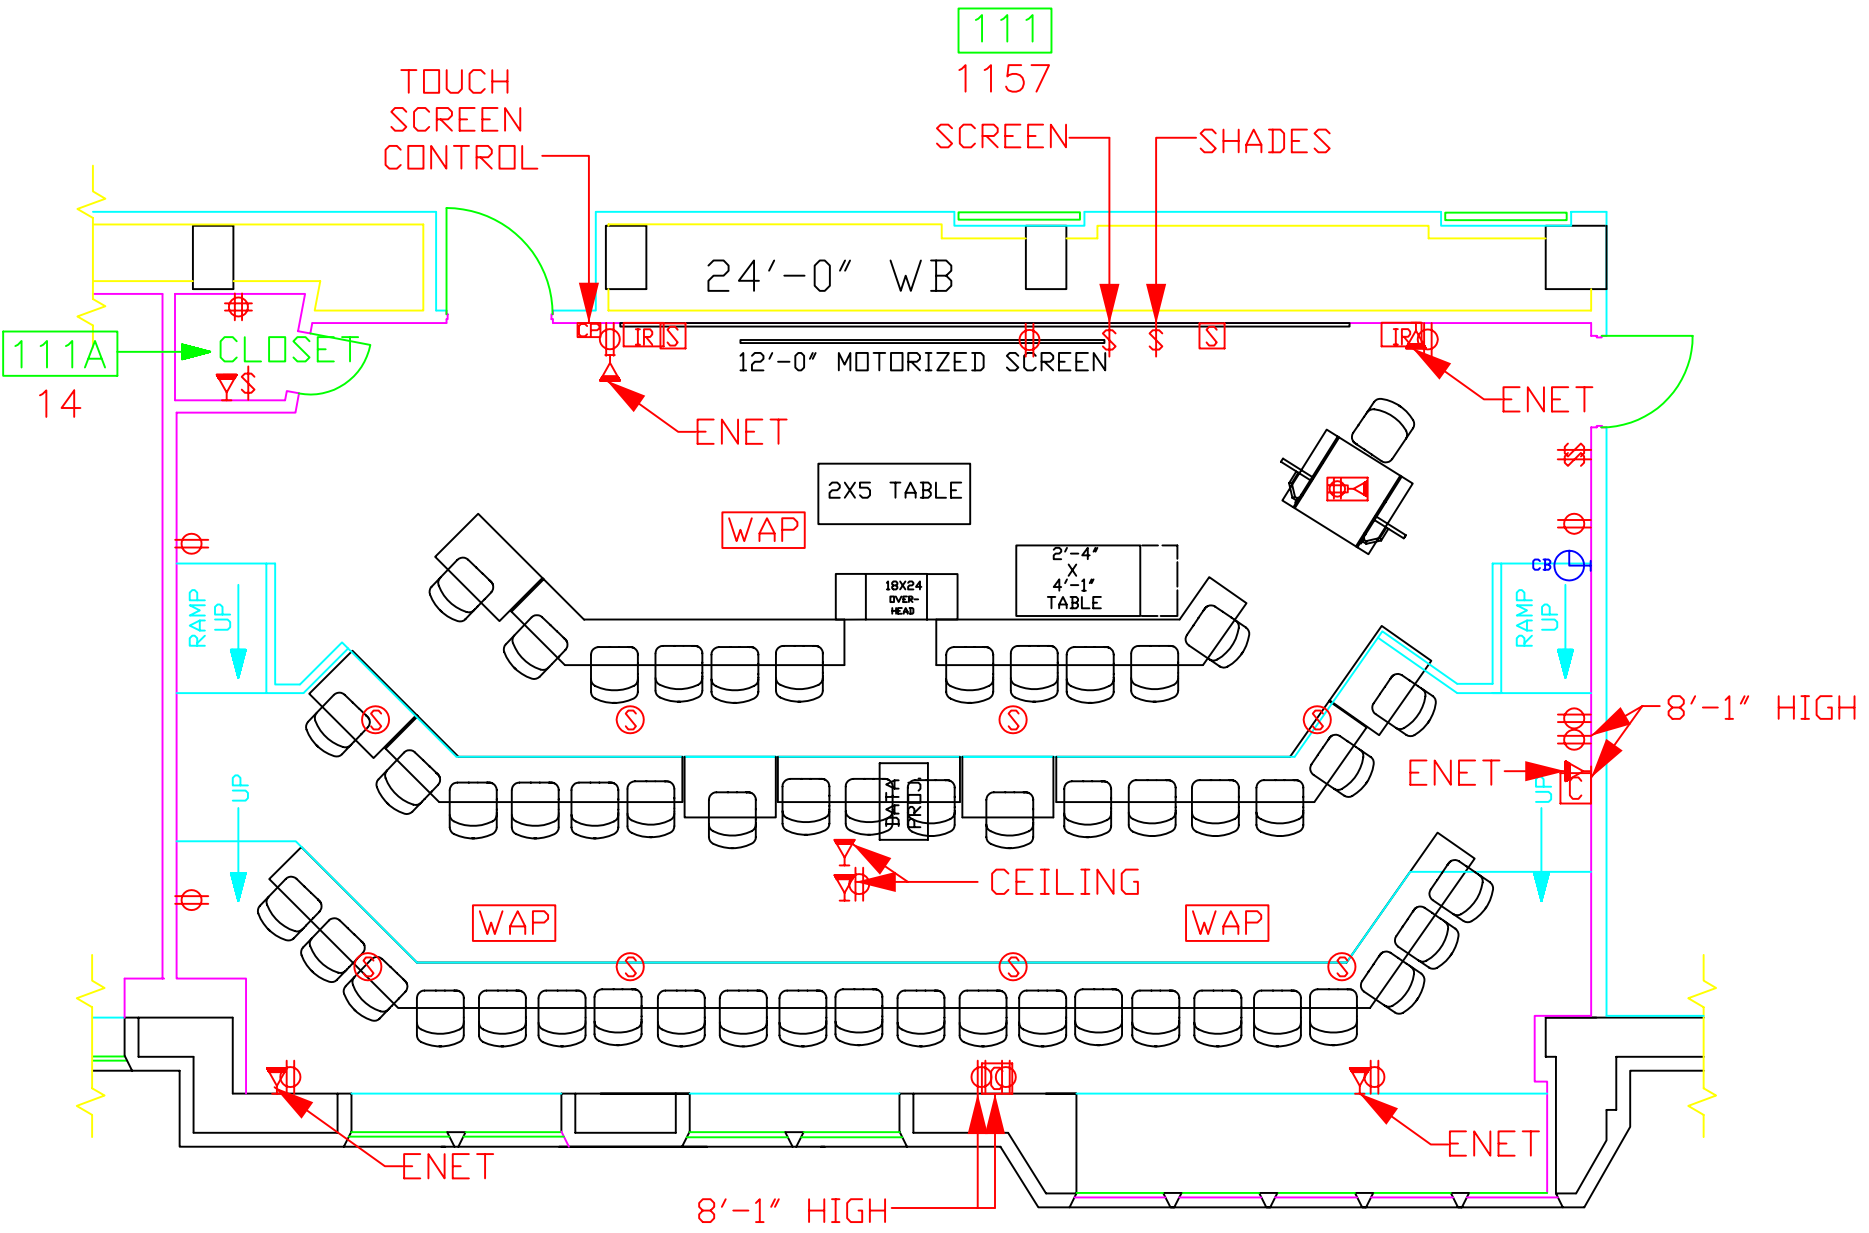 111
1157
TOUCH
SCREEN
CONTROL
SCREEN
SHADES
24'-0" WB
CP
IR
S
S
S
S
IR
111A
14
CLOSET
S
12'-0" MOTORIZED SCREEN
ENET
ENET
2X5 TABLE
WAP
S
CB
2'-4"
X
4'-1"
TABLE
18X24
OVER-
HEAD
RAMP
UP
RAMP
UP
S
S
S
S
8'-1" HIGH
ENET
C
UP
UP
DATA
PROJ.
CEILING
WAP
WAP
S
S
S
S
C
ENET
ENET
8'-1" HIGH